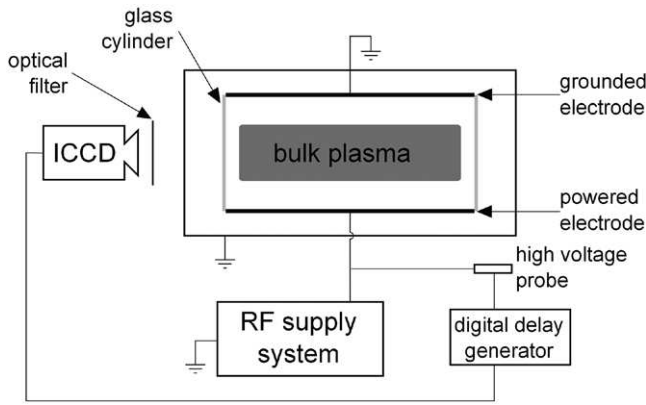 glass
cylinder
optical
filter
ICCD
bulk plasma
grounded
electrode
powered
electrode
high voltage
probe
RF supply
system
digital delay
generator